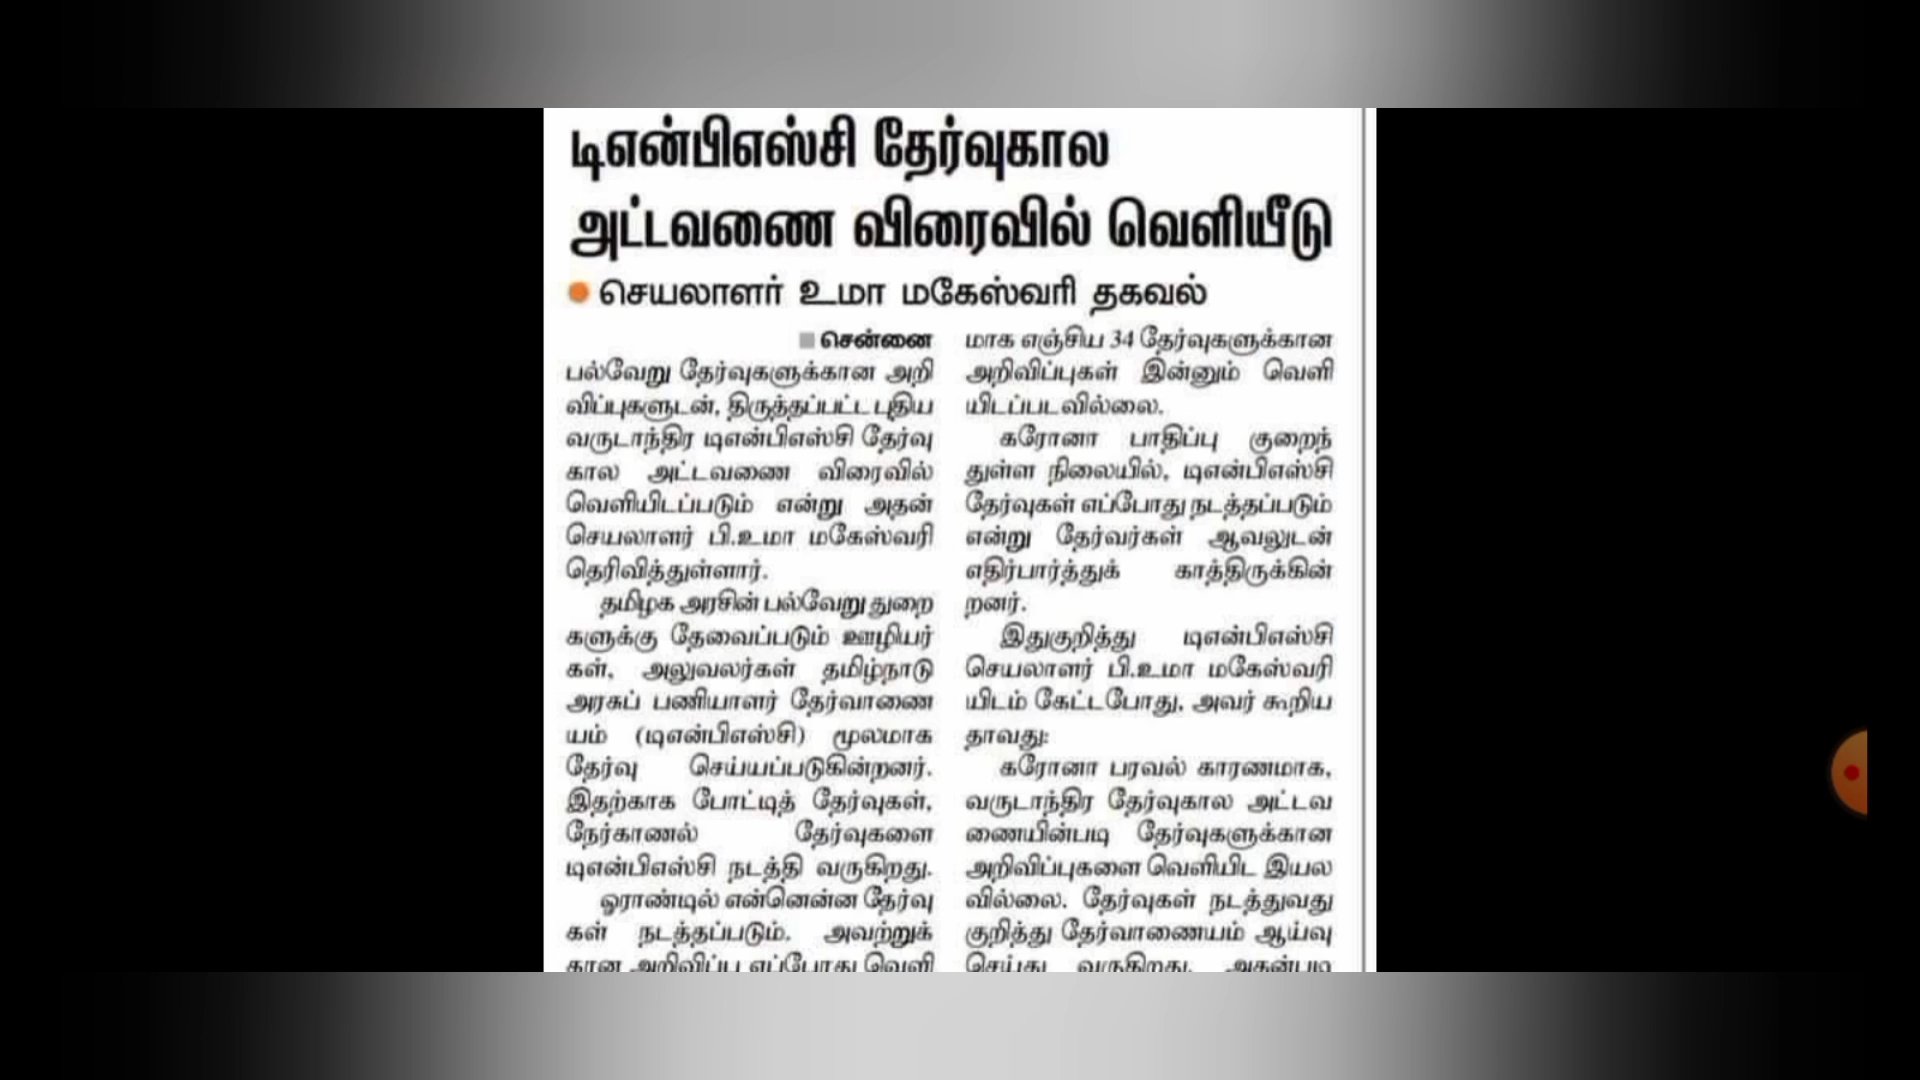 டிஎன்பிஎஸ்சி தேர்வுகால
அட்டவணை விரைவில் வெளியீடு
செயலாளர் உமா மகேஸ்வரி தகவல்
சென்னை
பல்வேறு தேர்வுகளுக்கான அறி
விப்புகளுடன், திருத்தப்பட்ட புதிய
வருடாந்திர டிஎன்பிஎஸ்சி தேர்வு
கால அட்டவணை விரைவில்
வெளியிடப்படும் என்று அதன்
செயலாளர் பி.உமா மகேஸ்வரி
தெரிவித்துள்ளார்.
தமிழக அரசின் பல்வேறு துறை
களுக்கு தேவைப்படும் ஊழியர்
கள், அலுவலர்கள் தமிழ்நாடு
அரசுப் பணியாளர் தேர்வாணை
யம் (டிஎன்பிஎஸ்சி) மூலமாக
தேர்வு செய்யப்படுகின்றனர்.
இதற்காக போட்டித் தேர்வுகள்,
நேர்காணல் தேர்வுகளை
டிஎன்பிஎஸ்சி நடத்தி வருகிறது.
ஓராண்டில் என்னென்ன தேர்வு
கள் நடத்தப்படும், அவற்றுக்
கான அறிவிப்பு எப்போது வெளி
மாக எஞ்சிய 34 தேர்வுகளுக்கான
அறிவிப்புகள் இன்னும் வெளி
யிடப்படவில்லை.
கரோனா பாதிப்பு குறைந்
துள்ள நிலையில், டிஎன்பிஎஸ்சி
தேர்வுகள் எப்போது நடத்தப்படும்
என்று தேர்வர்கள் ஆவலுடன்
எதிர்பார்த்துக் காத்திருக்கின்
றனர்.
இதுகுறித்து டிஎன்பிஎஸ்சி
செயலாளர் பி.உமா மகேஸ்வரி
யிடம் கேட்டபோது, அவர் கூறிய
தாவது:
கரோனா பரவல் காரணமாக,
வருடாந்திர தேர்வுகால அட்டவ
ணையின்படி தேர்வுகளுக்கான
அறிவிப்புகளை வெளியிட இயல
வில்லை. தேர்வுகள் நடத்துவது
குறித்து தேர்வாணையம் ஆய்வு
செய்து வருகிறது. அதன்படி